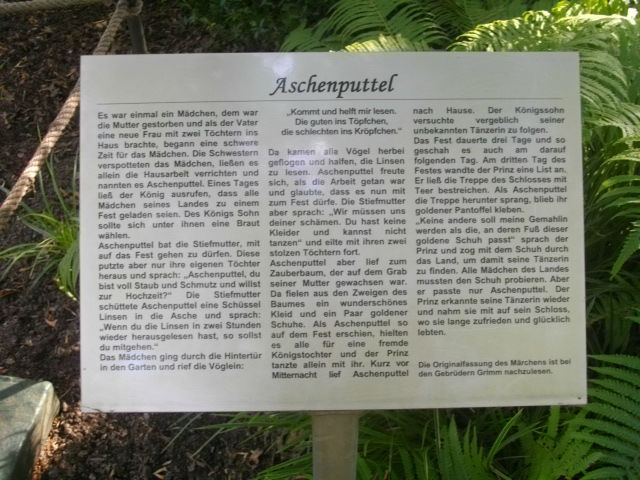 Aschenputtel
Es war einmal ein Mädchen, dem war
die Mutter gestorben und als der Vater
eine neue Frau mit zwei Töchtern ins
Haus brachte, begann eine schwere
Zeit für das Mädchen. Die Schwestern
verspotteten das Mädchen, ließen es
allein die Hausarbeit verrichten und
nannten es Aschenputtel. Eines Tages
ließ der König ausrufen, dass alle
Mädchen seines Landes zu einem
Fest geladen seien. Des Königs Sohn
sollte sich unter ihnen eine Braut
wählen.
Aschenputtel bat die Stiefmutter, mit
auf das Fest gehen zu dürfen. Diese
putzte aber nur ihre eigenen Töchter
heraus und sprach: „Aschenputtel, du
bist voll Staub und Schmutz und willst
zur Hochzeit?" Die Stiefmutter
schüttete Aschenputtel eine Schüssel
Linsen in die Asche und sprach:
„Wenn du die Linsen in zwei Stunden
wieder herausgelesen hast, so sollst
du mitgehen."
Das Mädchen ging durch die Hintertür
in den Garten und rief die Vöglein:
„Kommt und helft mir lesen.
Die guten ins Töpfchen,
die schlechten ins Kröpfchen."
Da kamen alle Vögel herbei
geflogen und halfen, die Linsen
zu lesen. Aschenputtel freute
sich, als die Arbeit getan war
und glaubte, dass es nun mit
zum Fest dürfe. Die Stiefmutter
aber sprach: „Wir müssen uns
deiner schämen. Du hast keine
Kleider und kannst nicht
tanzen" und eilte mit ihren zwei
stolzen Töchtern fort.
Aschenputtel aber lief zum
Zauberbaum, der auf dem Grab
seiner Mutter gewachsen war.
Da fielen aus den Zweigen des
Baumes ein wunderschönes
Kleid und ein Paar goldener
Schuhe. Als Aschenputtel so
auf dem Fest erschien, hielten
es alle für eine fremde
Königstochter und der Prinz
tanzte allein mit ihr. Kurz vor
Mitternacht lief Aschenputtel
nach Hause. Der Königssohn
versuchte vergeblich seiner
unbekannten Tänzerin zu folgen.
Das Fest dauerte drei Tage und so
geschah es auch am darauf
folgenden Tag. Am dritten Tag des
Festes wandte der Prinz eine List an.
Er ließ die Treppe des Schlosses mit
Teer bestreichen. Als Aschenputtel
die Treppe herunter sprang, blieb ihr
goldener Pantoffel kleben.
„Keine andere soll meine Gemahlin
werden als die, an deren Fuß dieser
goldene Schuh passt" sprach der
Prinz und zog mit dem Schuh durch
das Land, um damit seine Tänzerin
zu finden. Alle Mädchen des Landes
mussten den Schuh probieren. Aber
er passte nur Aschenputtel. Der
Prinz erkannte seine Tänzerin wieder
und nahm sie mit auf sein Schloss,
wo sie lange zufrieden und glücklich
lebten.
Die Originalfassung des Märchens ist bei
den Gebrüdern Grimm nachzulesen.